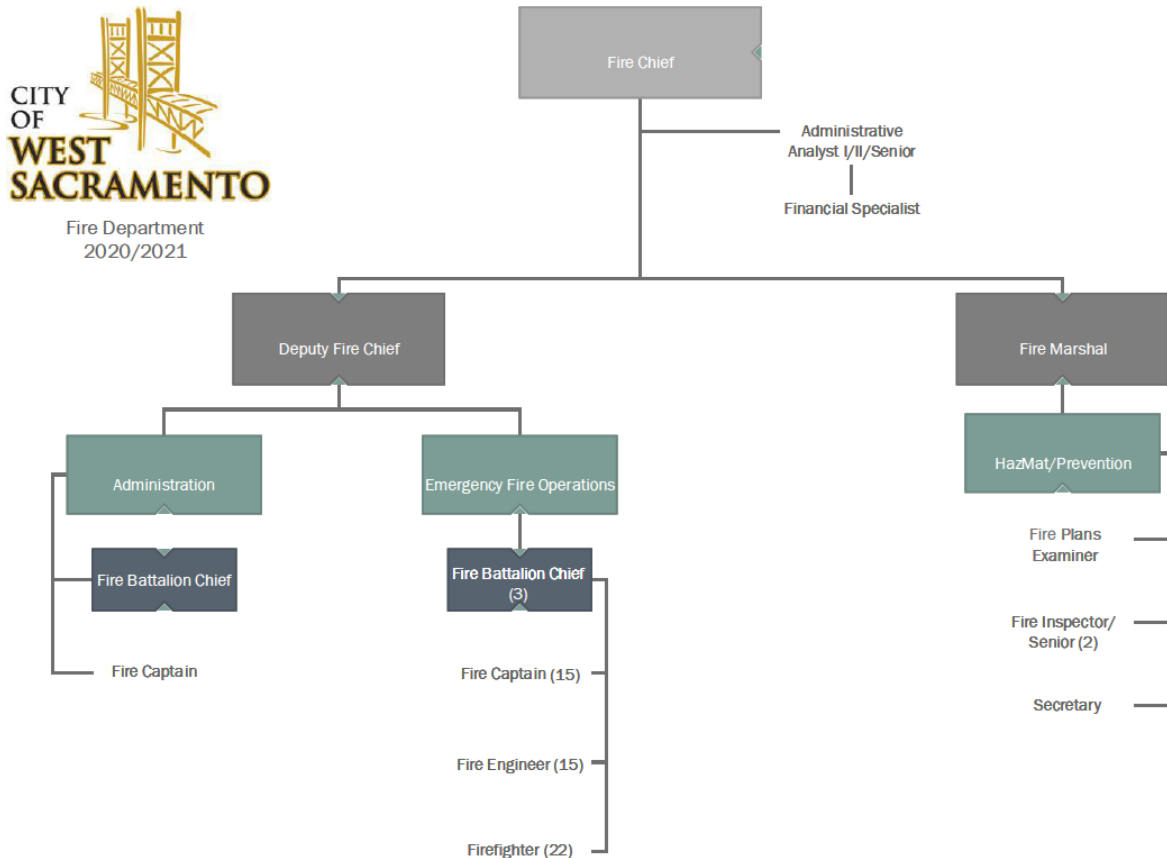 CITY
OF
WEST
SACRAMENTO
Fire Department
2020/2021
Fire Chief
Administrative
Analyst I/II/Senior
Financial Specialist
Deputy Fire Chief
Fire Marshal
Administration
Emergency Fire Operations
HazMat/Prevention
Fire Battalion Chief
Fire Captain
Fire Battalion Chief
(3)
Fire Captain (15)
Fire Engineer (15)
Firefighter (22)
Fire Plans
Examiner
Fire Inspector/
Senior (2)
Secretary